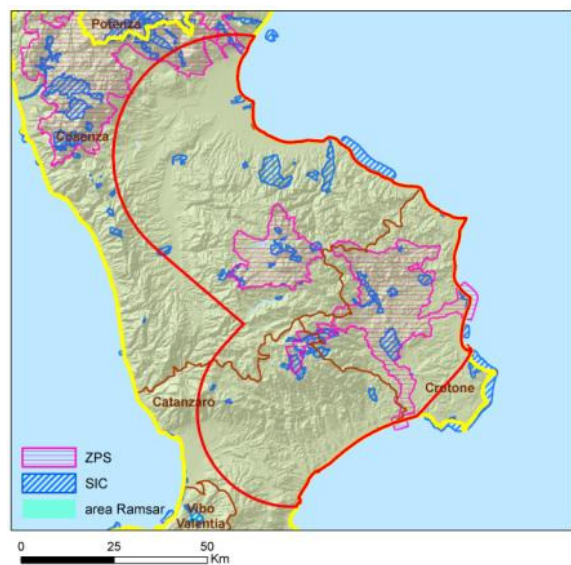 Potenza
Cosenza
Crotone
Catanzaro
ZPS
SIC
area Ramsar
Vibo
Valentia
0 25 50
Km